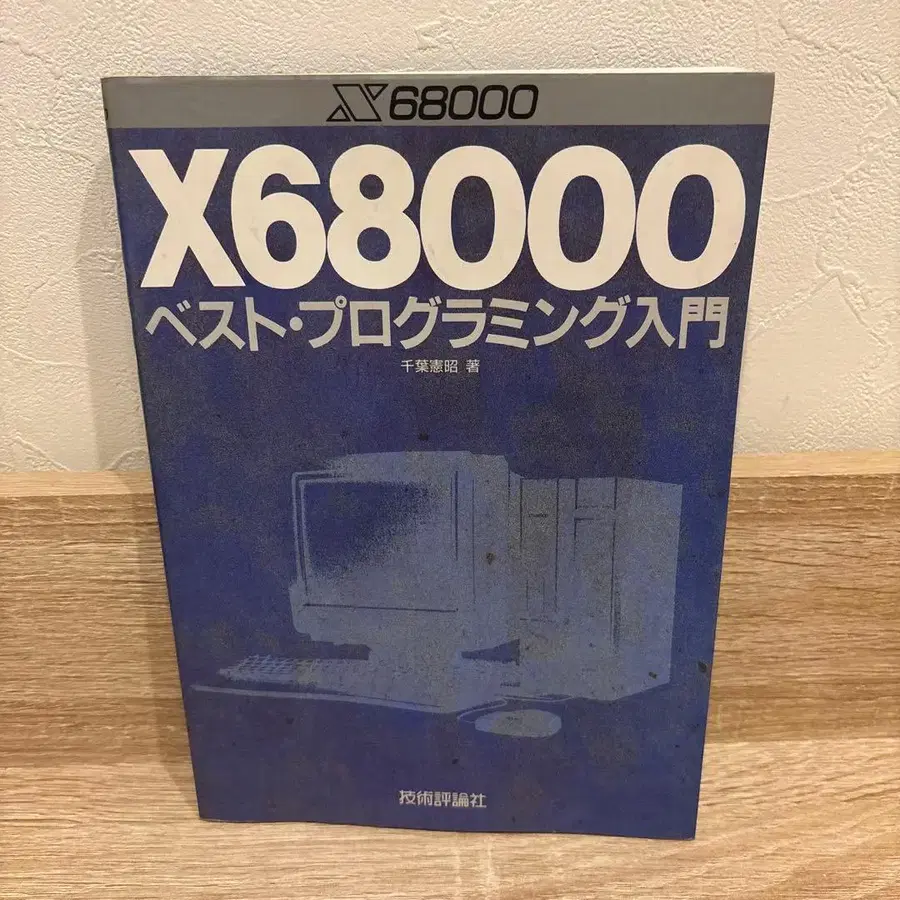 X68000
X68000
ベスト・プログラミング入門
千葉憲昭 著
技術評論社